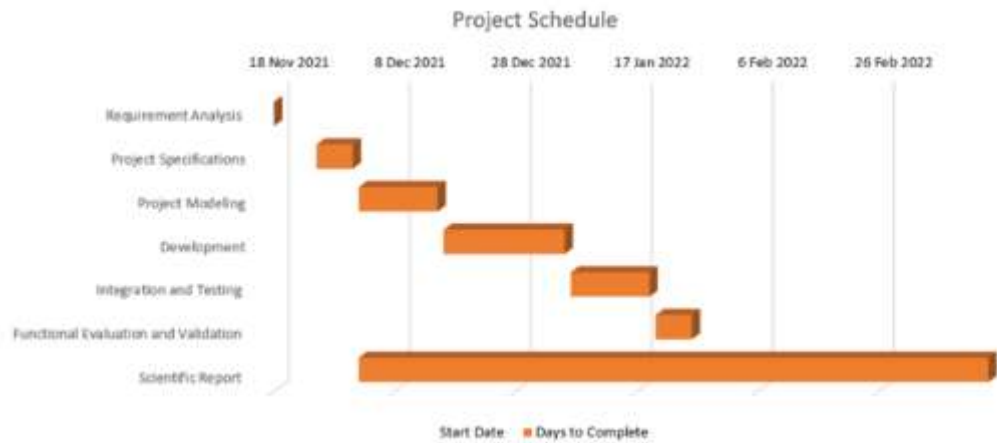 Project Schedule
18 Nov 2021 8 Dec 2021 28 Dec 2021 17 Jan 2022 6 Feb 2022 26 Feb 2022
Requirement Analysis
Project Specifications
Project Modeling
Development
Integration and Testing
Functional Evaluation and Validation
Scientific Report
Start Date Days to Complete